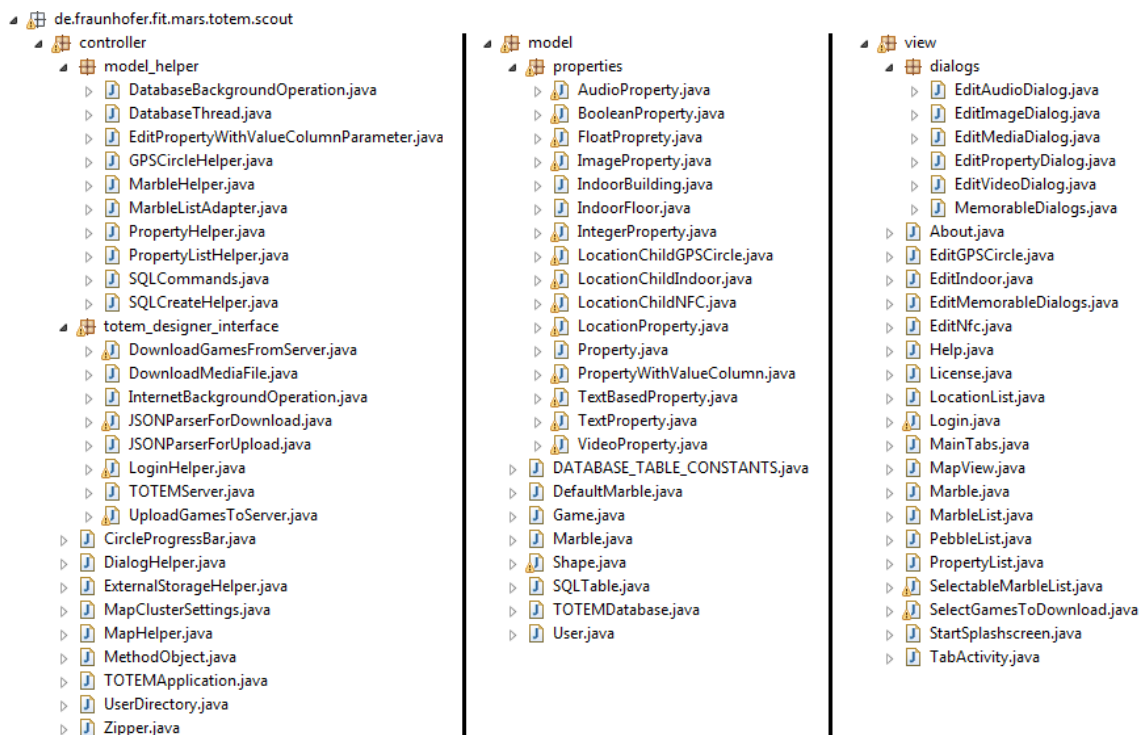 de.fraunhofer.fit.mars.totem.scout
controller
model_helper
DatabaseBackgroundOperation.java
DatabaseThread.java
EditPropertyWithValueColumnParameter.java
GPSCircleHelper.java
MarbleHelper.java
MarbleListAdapter.java
PropertyHelper.java
PropertyListHelper.java
SQLCommands.java
SQLCreateHelper.java
totem_designer_interface
DownloadGamesFromServer.java
DownloadMediaFile.java
InternetBackgroundOperation.java
JSONParserForDownload.java
JSONParserForUpload.java
LoginHelper.java
TOTEMServer.java
UploadGamesToServer.java
CircleProgressBar.java
DialogHelper.java
ExternalStorageHelper.java
MapClusterSettings.java
MapHelper.java
MethodObject.java
TOTEMApplication.java
UserDirectory.java
Zipper.java
model
properties
AudioProperty.java
BooleanProperty.java
FloatProprety.java
ImageProperty.java
IndoorBuilding.java
IndoorFloor.java
IntegerProperty.java
LocationChildGPSCircle.java
LocationChildIndoor.java
LocationChildNFC.java
LocationProperty.java
Property.java
PropertyWithValueColumn.java
TextBasedProperty.java
TextProperty.java
VideoProperty.java
DATABASE_TABLE_CONSTANTS.java
DefaultMarble.java
Game.java
Marble.java
Shape.java
SQLTable.java
TOTEMDatabase.java
User.java
view
dialogs
EditAudioDialog.java
EditImageDialog.java
EditMediaDialog.java
EditPropertyDialog.java
EditVideoDialog.java
MemorableDialogs.java
About.java
EditGPSCircle.java
EditIndoor.java
EditMemorableDialogs.java
EditNfc.java
Help.java
License.java
LocationList.java
Login.java
MainTabs.java
MapView.java
Marble.java
MarbleList.java
PebbleList.java
PropertyList.java
SelectableMarbleList.java
SelectGamesToDownload.java
StartSplashscreen.java
TabActivity.java